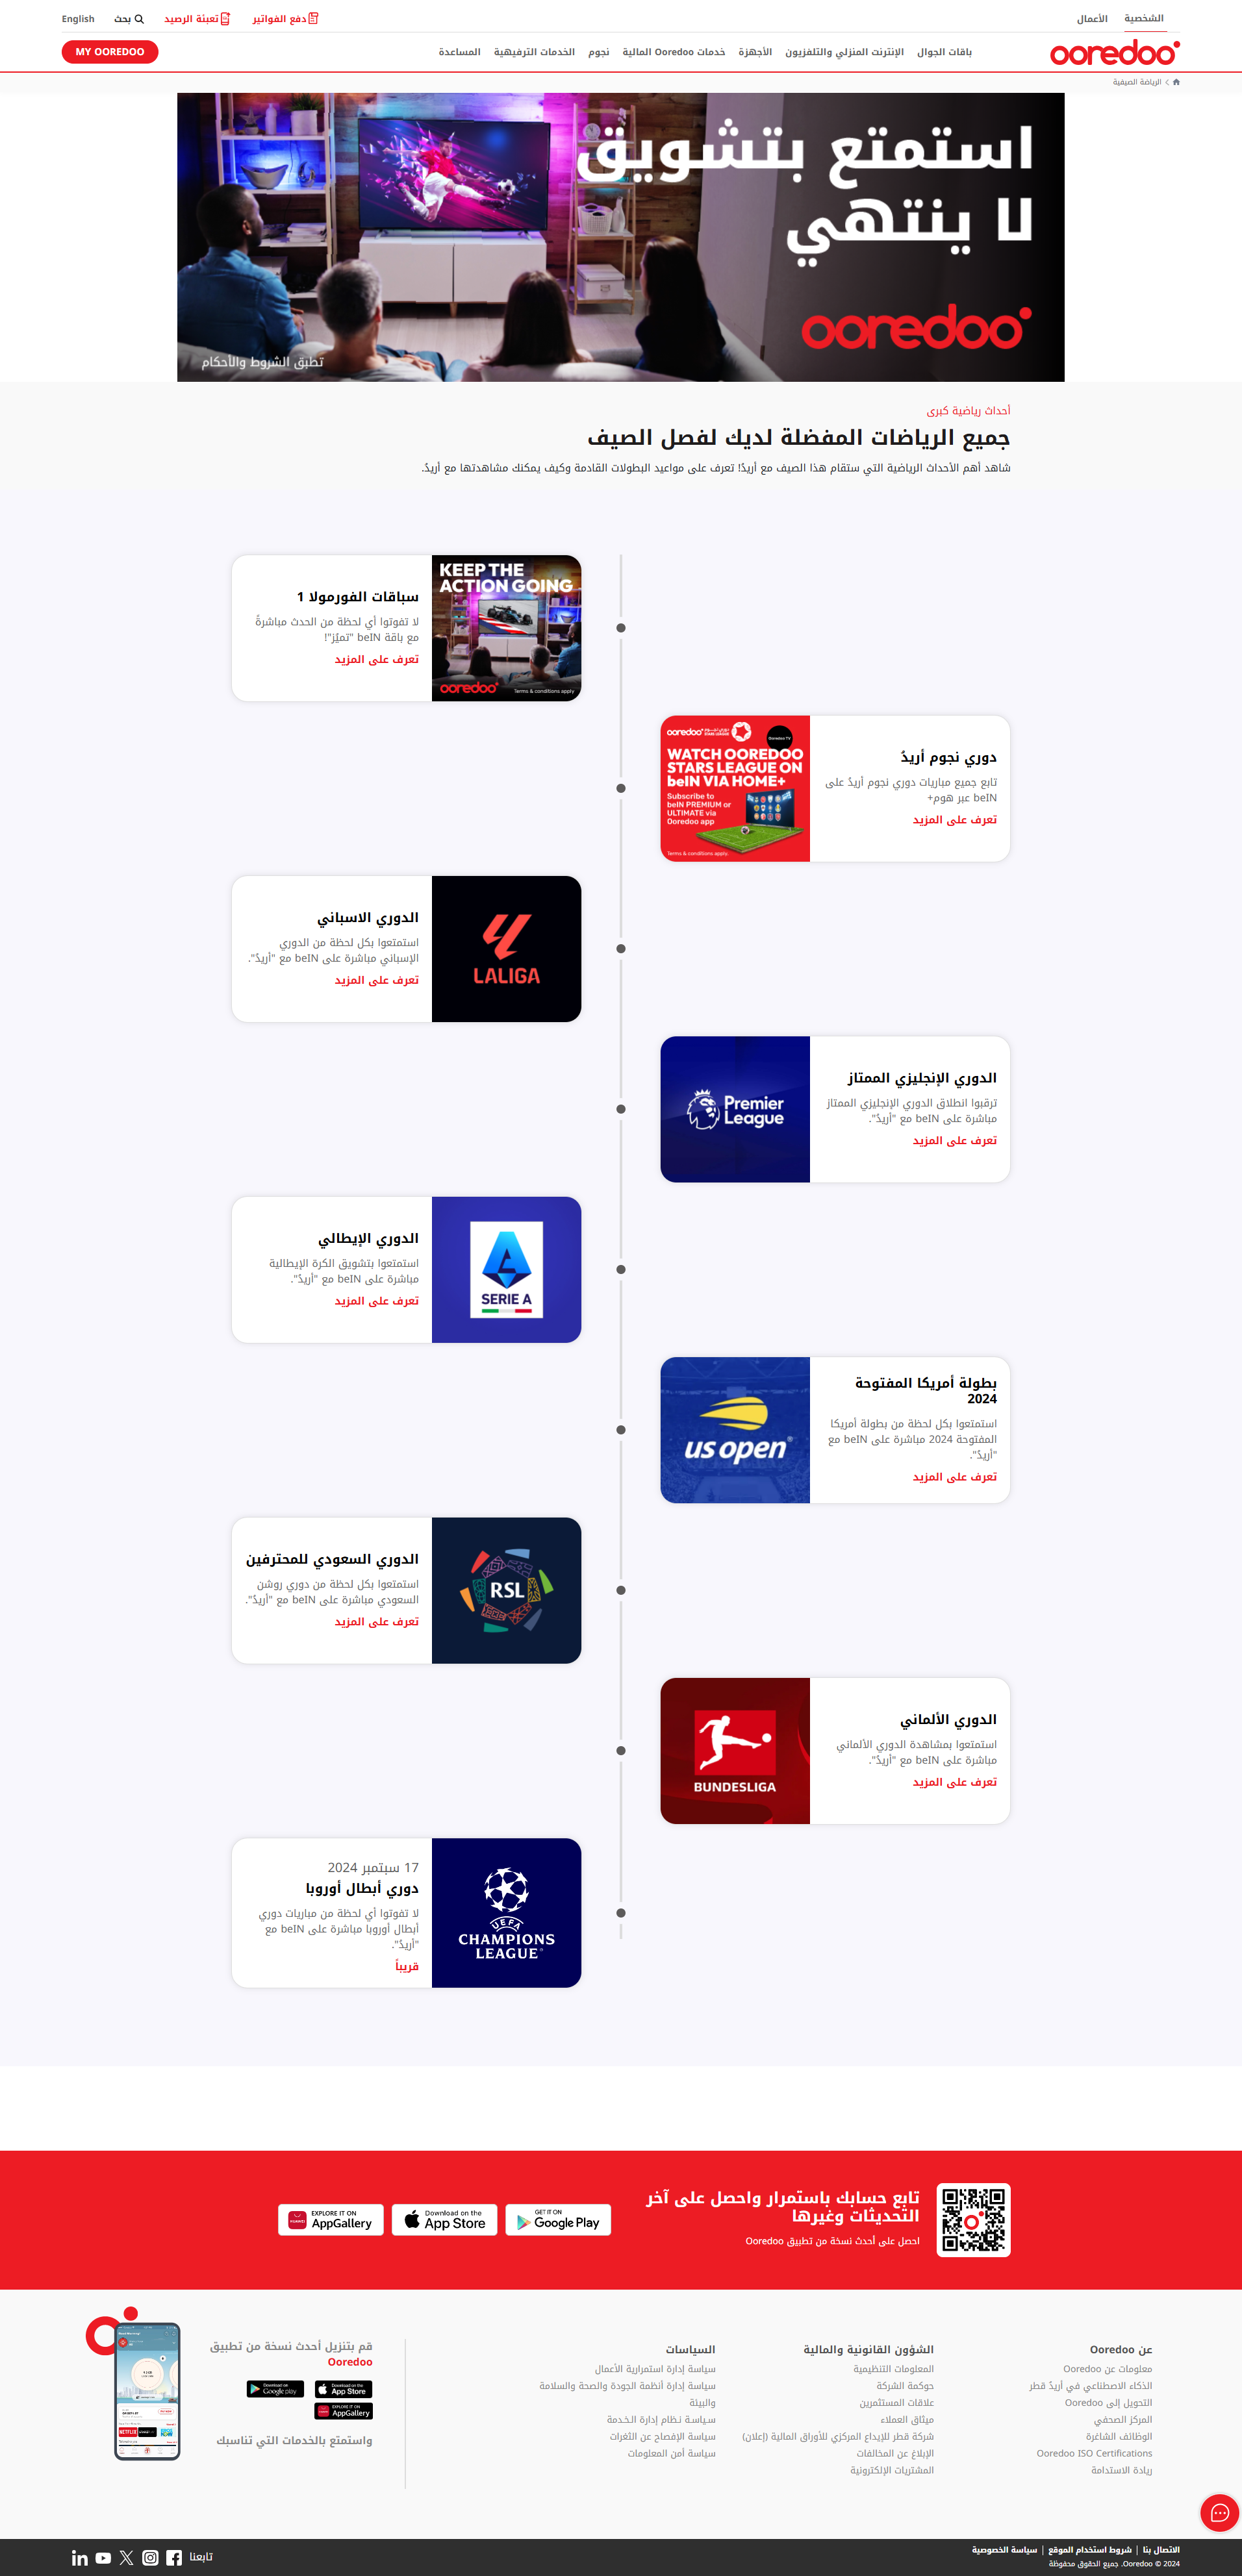 الشخصية
الأعمال
دفع الفواتير
تعبئة الرصيد
بحث
English
ooredoo
باقات الجوال
الإنترنت المنزلي والتلفزيون
الأجهزة
خدمات Ooredoo المالية
نجوم
الخدمات الترفيهية
المساعدة
MY OOREDOO
الرياضة الصيفية
استمتع بتشويق
لا ينتهي
ooredoo
تطبق الشروط والأحكام
أحداث رياضية كبرى
جميع الرياضات المفضلة لديك لفصل الصيف
شاهد أهم الأحداث الرياضية التي ستقام هذا الصيف مع أريدُ! تعرف على مواعيد البطولات القادمة وكيف يمكنك مشاهدتها مع أريدُ.
KEEP THE
ACTION GOING
ooredoo
Terms & conditions apply
سباقات الفورمولا 1
لا تفوتوا أي لحظة من الحدث مباشرةً
مع باقة beIN "تميّز"!
تعرف على المزيد
ooredoo
Ooredoo TV
WATCH OOREDOO
STARS LEAGUE ON
beIN VIA HOME+
Subscribe to
beIN PREMIUM or
ULTIMATE via
Ooredoo app
Terms & conditions apply.
دوري نجوم أريدُ
تابع جميع مباريات دوري نجوم أريدُ على
beIN عبر هوم+
تعرف على المزيد
LALIGA
الدوري الاسباني
استمتعوا بكل لحظة من الدوري
الإسباني مباشرة على beIN مع "أريدُ".
تعرف على المزيد
Premier
League
الدوري الإنجليزي الممتاز
ترقبوا انطلاق الدوري الإنجليزي الممتاز
مباشرة على beIN مع "أريدُ".
تعرف على المزيد
SERIE A
الدوري الإيطالي
استمتعوا بتشويق الكرة الإيطالية
مباشرة على beIN مع "أريدُ".
تعرف على المزيد
us open
بطولة أمريكا المفتوحة
2024
استمتعوا بكل لحظة من بطولة أمريكا
المفتوحة 2024 مباشرة على beIN مع
"أريدُ".
تعرف على المزيد
RSL
الدوري السعودي للمحترفين
استمتعوا بكل لحظة من دوري روشن
السعودي مباشرة على beIN مع "أريدُ".
تعرف على المزيد
BUNDESLIGA
الدوري الألماني
استمتعوا بمشاهدة الدوري الألماني
مباشرة على beIN مع "أريدُ".
تعرف على المزيد
UEFA
CHAMPIONS
LEAGUE
17 سبتمبر 2024
دوري أبطال أوروبا
لا تفوتوا أي لحظة من مباريات دوري
أبطال أوروبا مباشرة على beIN مع
"أريدُ".
قريباً
تابع حسابك باستمرار واحصل على آخر
التحديثات وغيرها
احصل على أحدث نسخة من تطبيق Ooredoo
GET IT ON
Google Play
Download on the
App Store
EXPLORE IT ON
AppGallery
عن Ooredoo
معلومات عن Ooredoo
الذكاء الاصطناعي في أريدُ قطر
التحويل إلى Ooredoo
المركز الصحفي
الوظائف الشاغرة
Ooredoo ISO Certifications
ريادة الاستدامة
الشؤون القانونية والمالية
المعلومات التنظيمية
حوكمة الشركة
علاقات المستثمرين
ميثاق العملاء
شركة قطر للإيداع المركزي للأوراق المالية (إعلان)
الإبلاغ عن المخالفات
المشتريات الإلكترونية
السياسات
سياسة إدارة استمرارية الأعمال
سياسة إدارة أنظمة الجودة والصحة والسلامة
والبيئة
سـياسـة نـظام إدارة الـخـدمة
سياسة الإفصاح عن الثغرات
سياسة أمن المعلومات
قم بتنزيل أحدث نسخة من تطبيق
Ooredoo
Download on
Google play
Download on the
App Store
EXPLORE IT ON
AppGallery
واستمتع بالخدمات التي تناسبك
NETFLIX
الاتصال بنا | شروط استخدام الموقع | سياسة الخصوصية
Ooredoo © 2024. جميع الحقوق محفوظة
تابعنا